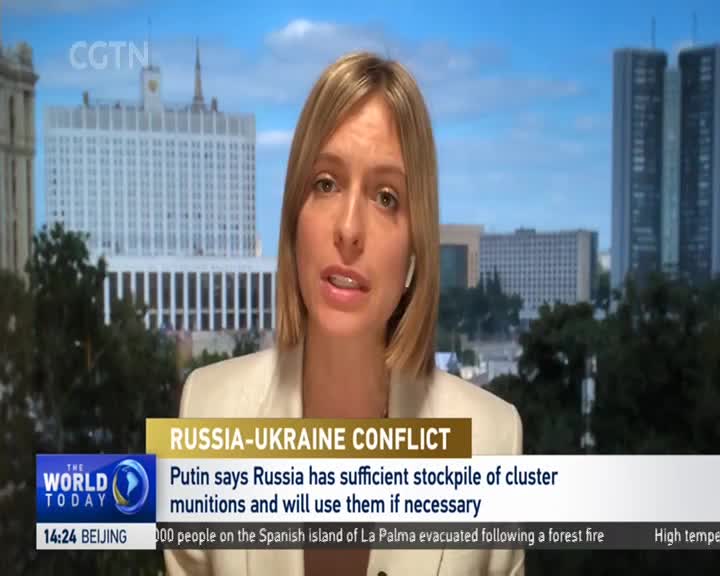 CGTN
RUSSIA-UKRAINE CONFLICT
Putin says Russia has sufficient stockpile of cluster
munitions and will use them if necessary
THE
WORLD
TODAY
14:24 BEIJING
000 people on the Spanish island of La Palma evacuated following a forest fire
High tempe